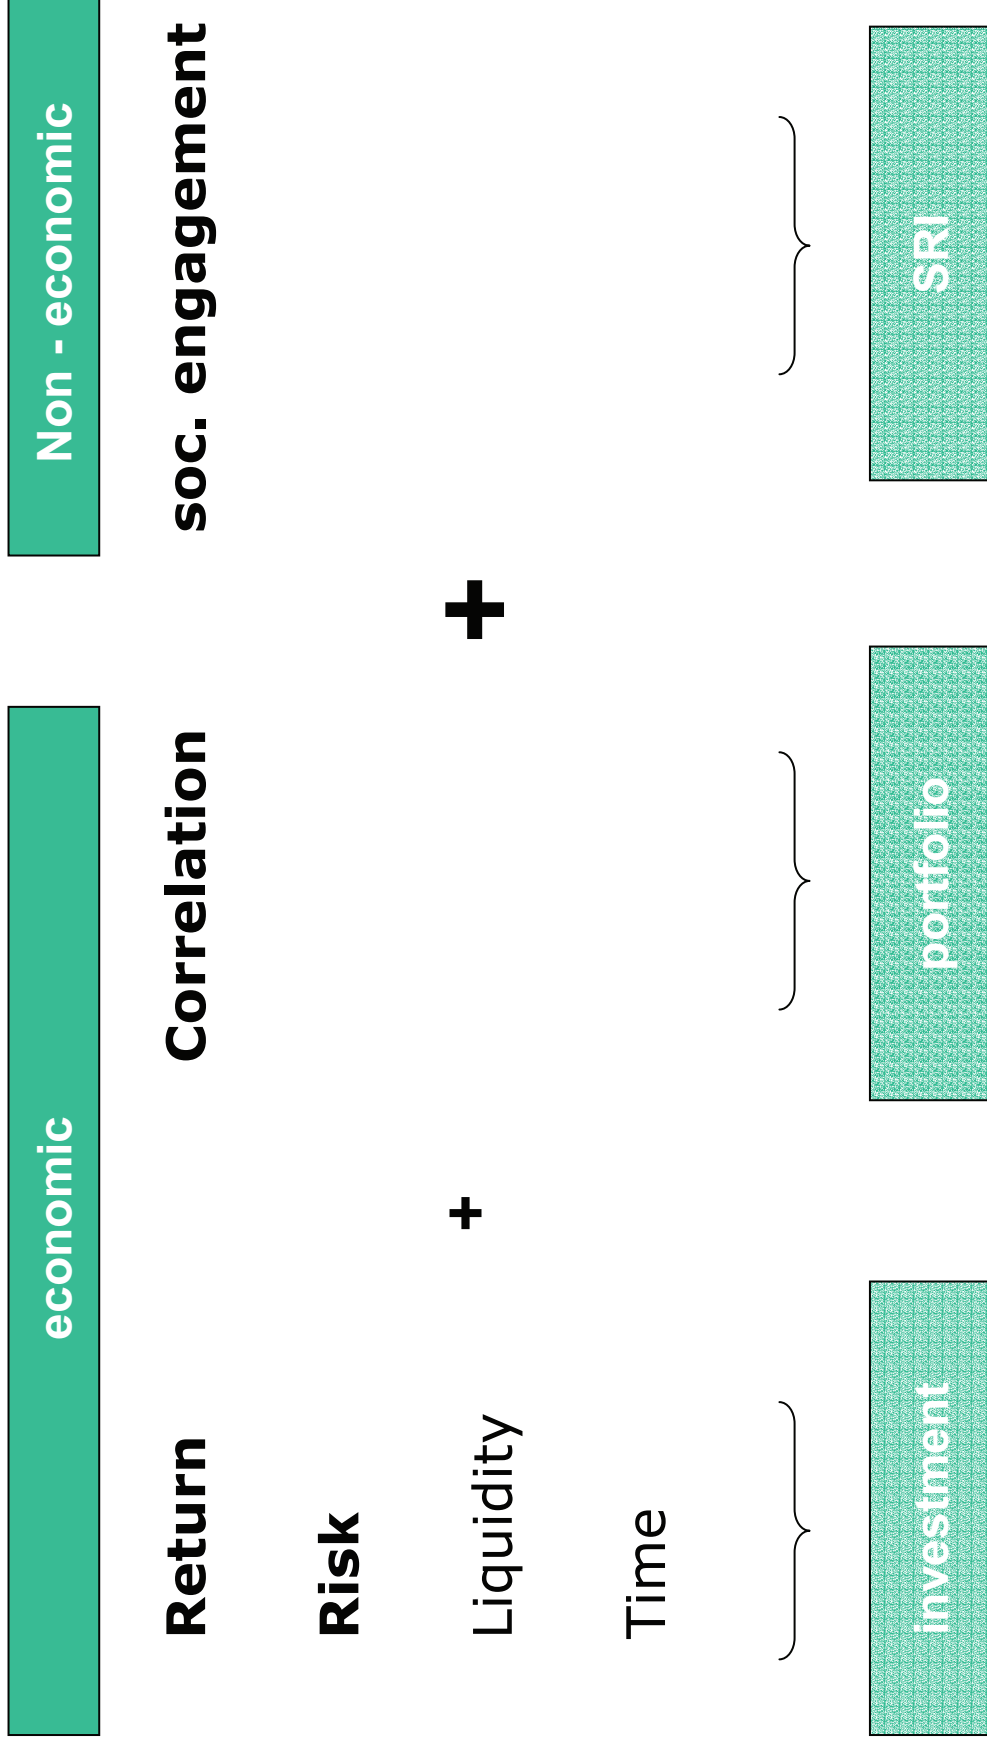 economic
Non - economic
Return
Correlation
soc. engagement
Risk
Liquidity
+
+
Time
investment
portfolio
SRI